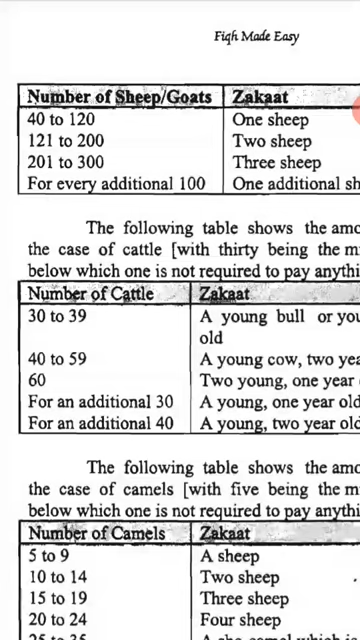 Fiqh Made Easy
Number of Sheep/Goats Zakaat
40 to 120 One sheep
121 to 200 Two sheep
201 to 300 Three sheep
For every additional 100 One additional sh
The following table shows the amo
the case of cattle [with thirty being the m
below which one is not required to pay anythi
Number of Cattle Zakaat
30 to 39 A young bull or you
old
40 to 59 A young cow, two yea
60 Two young, one year
For an additional 30 A young, one year old
For an additional 40 A young, two year old
The following table shows the amo
the case of camels [with five being the m
below which one is not required to pay anythi
Number of Camels Zakaat
5 to 9 A sheep
10 to 14 Two sheep
15 to 19 Three sheep
20 to 24 Four sheep
25 to 35 A she-camel which is